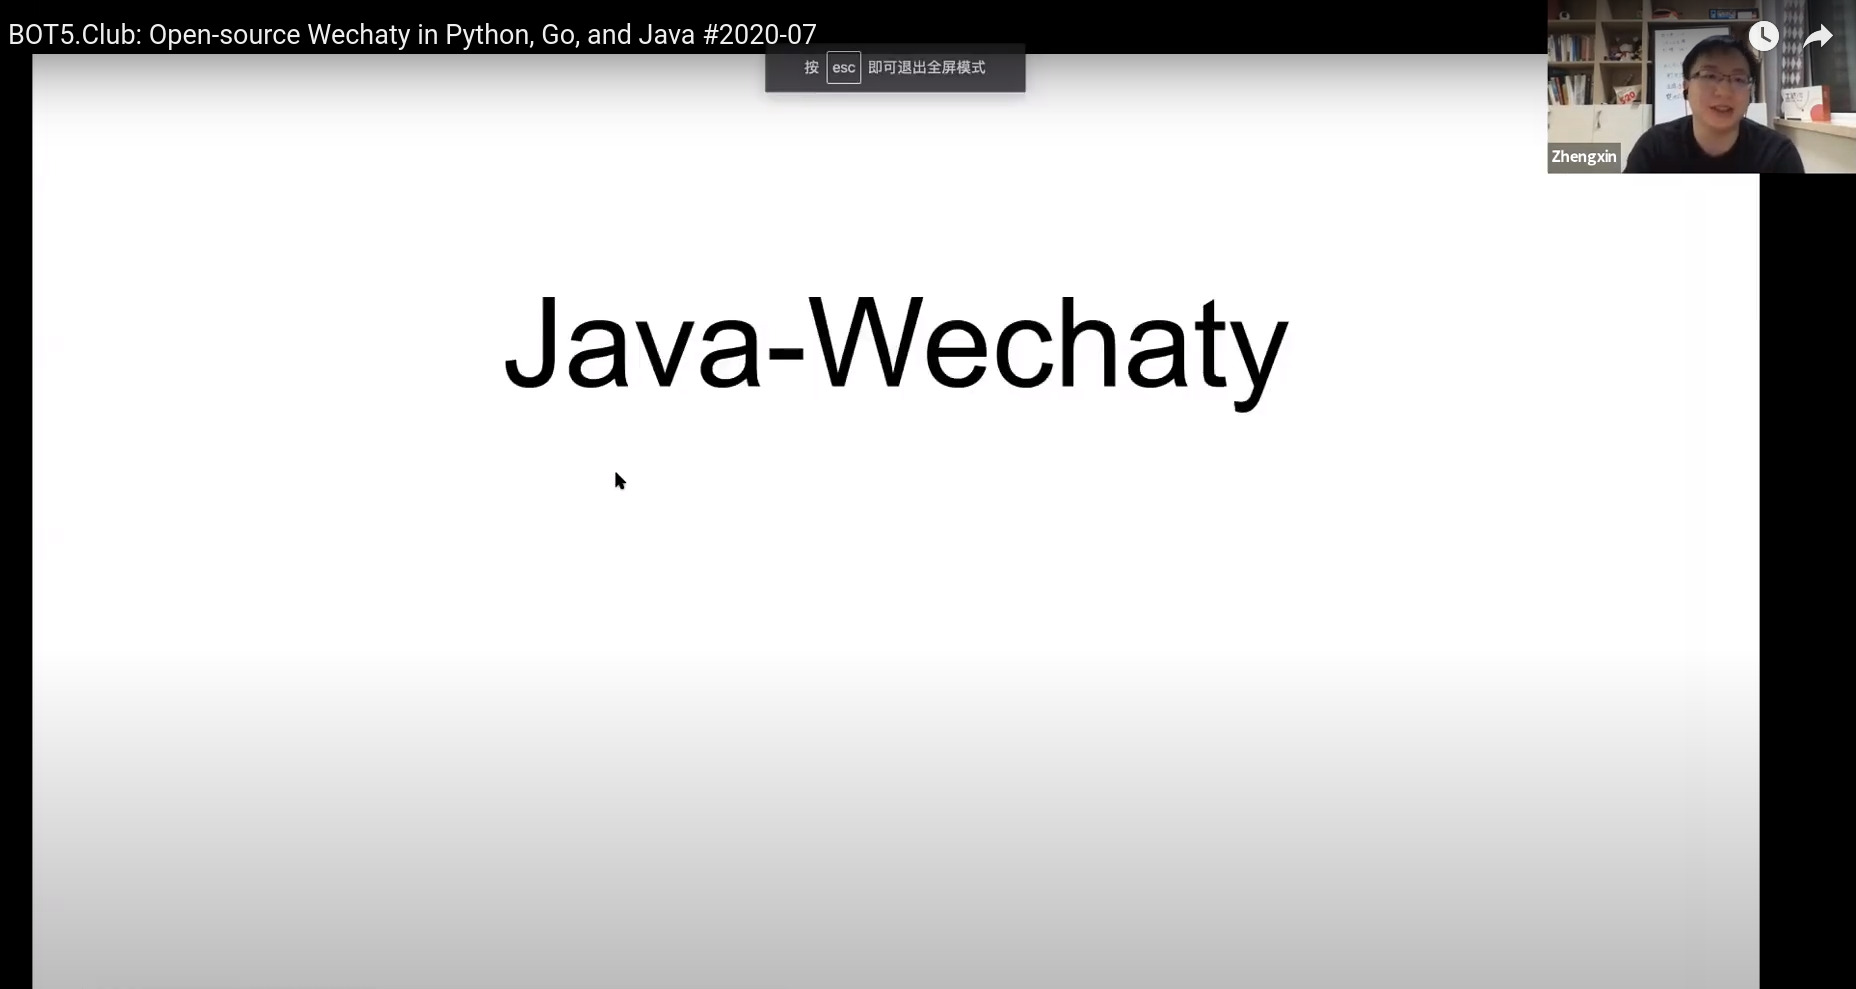 BOT5.Club: Open-source Wechaty in Python, Go, and Java #2020-07
按 esc 即可退出全屏模式
Zhengxin
Java-Wechaty
520